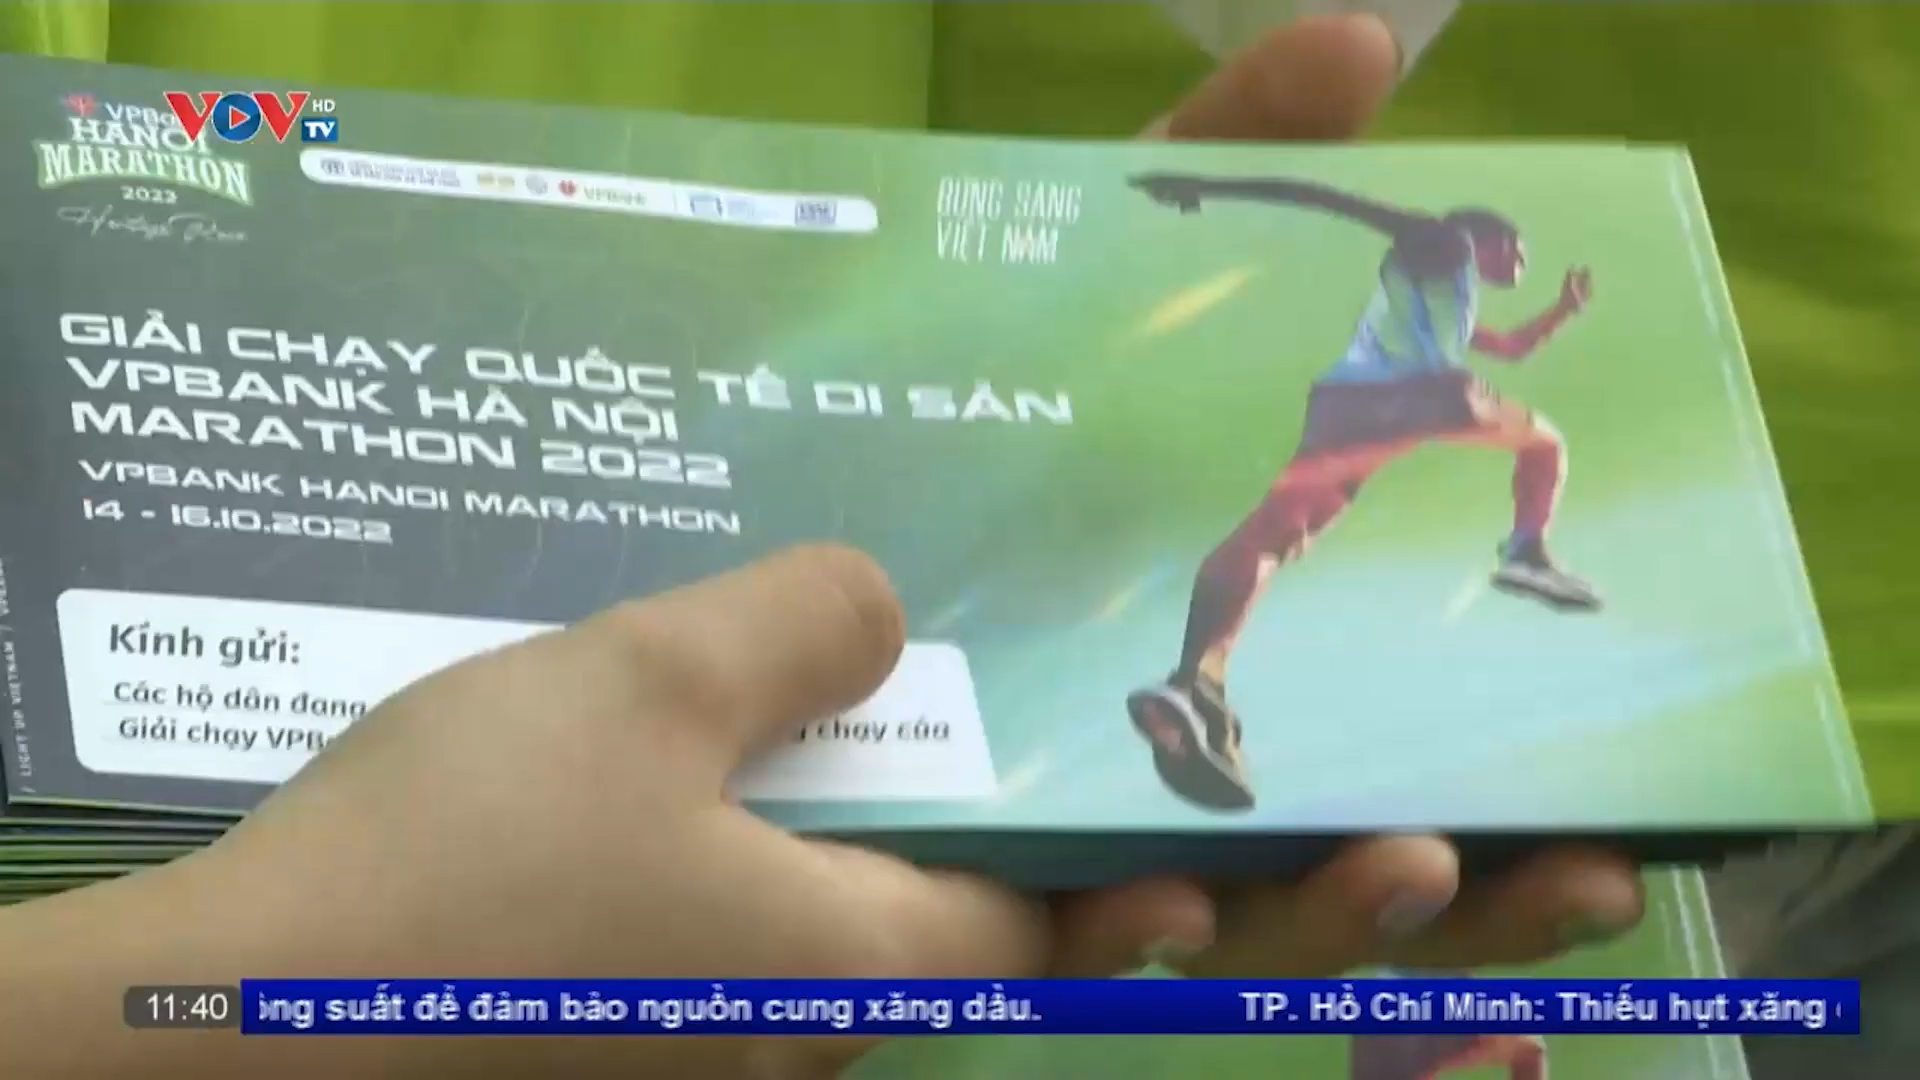 VOV HD TV
HANOI
MARATHON
2022
VPBank
BỪNG SÁNG
VIỆT NAM
GIẢI CHẠY QUỐC TẾ DI SẢN
VPBANK HÀ NỘI
MARATHON 2022
VPBANK HANOI MARATHON
14 - 16.10.2022
Kính gửi:
Các hộ dân đang
Giải chạy VPB chạy của
/ LIGHT UP VIETNAM /
11:40 suất để đảm bảo nguồn cung xăng dầu. TP. Hồ Chí Minh: Thiếu hụt xăng